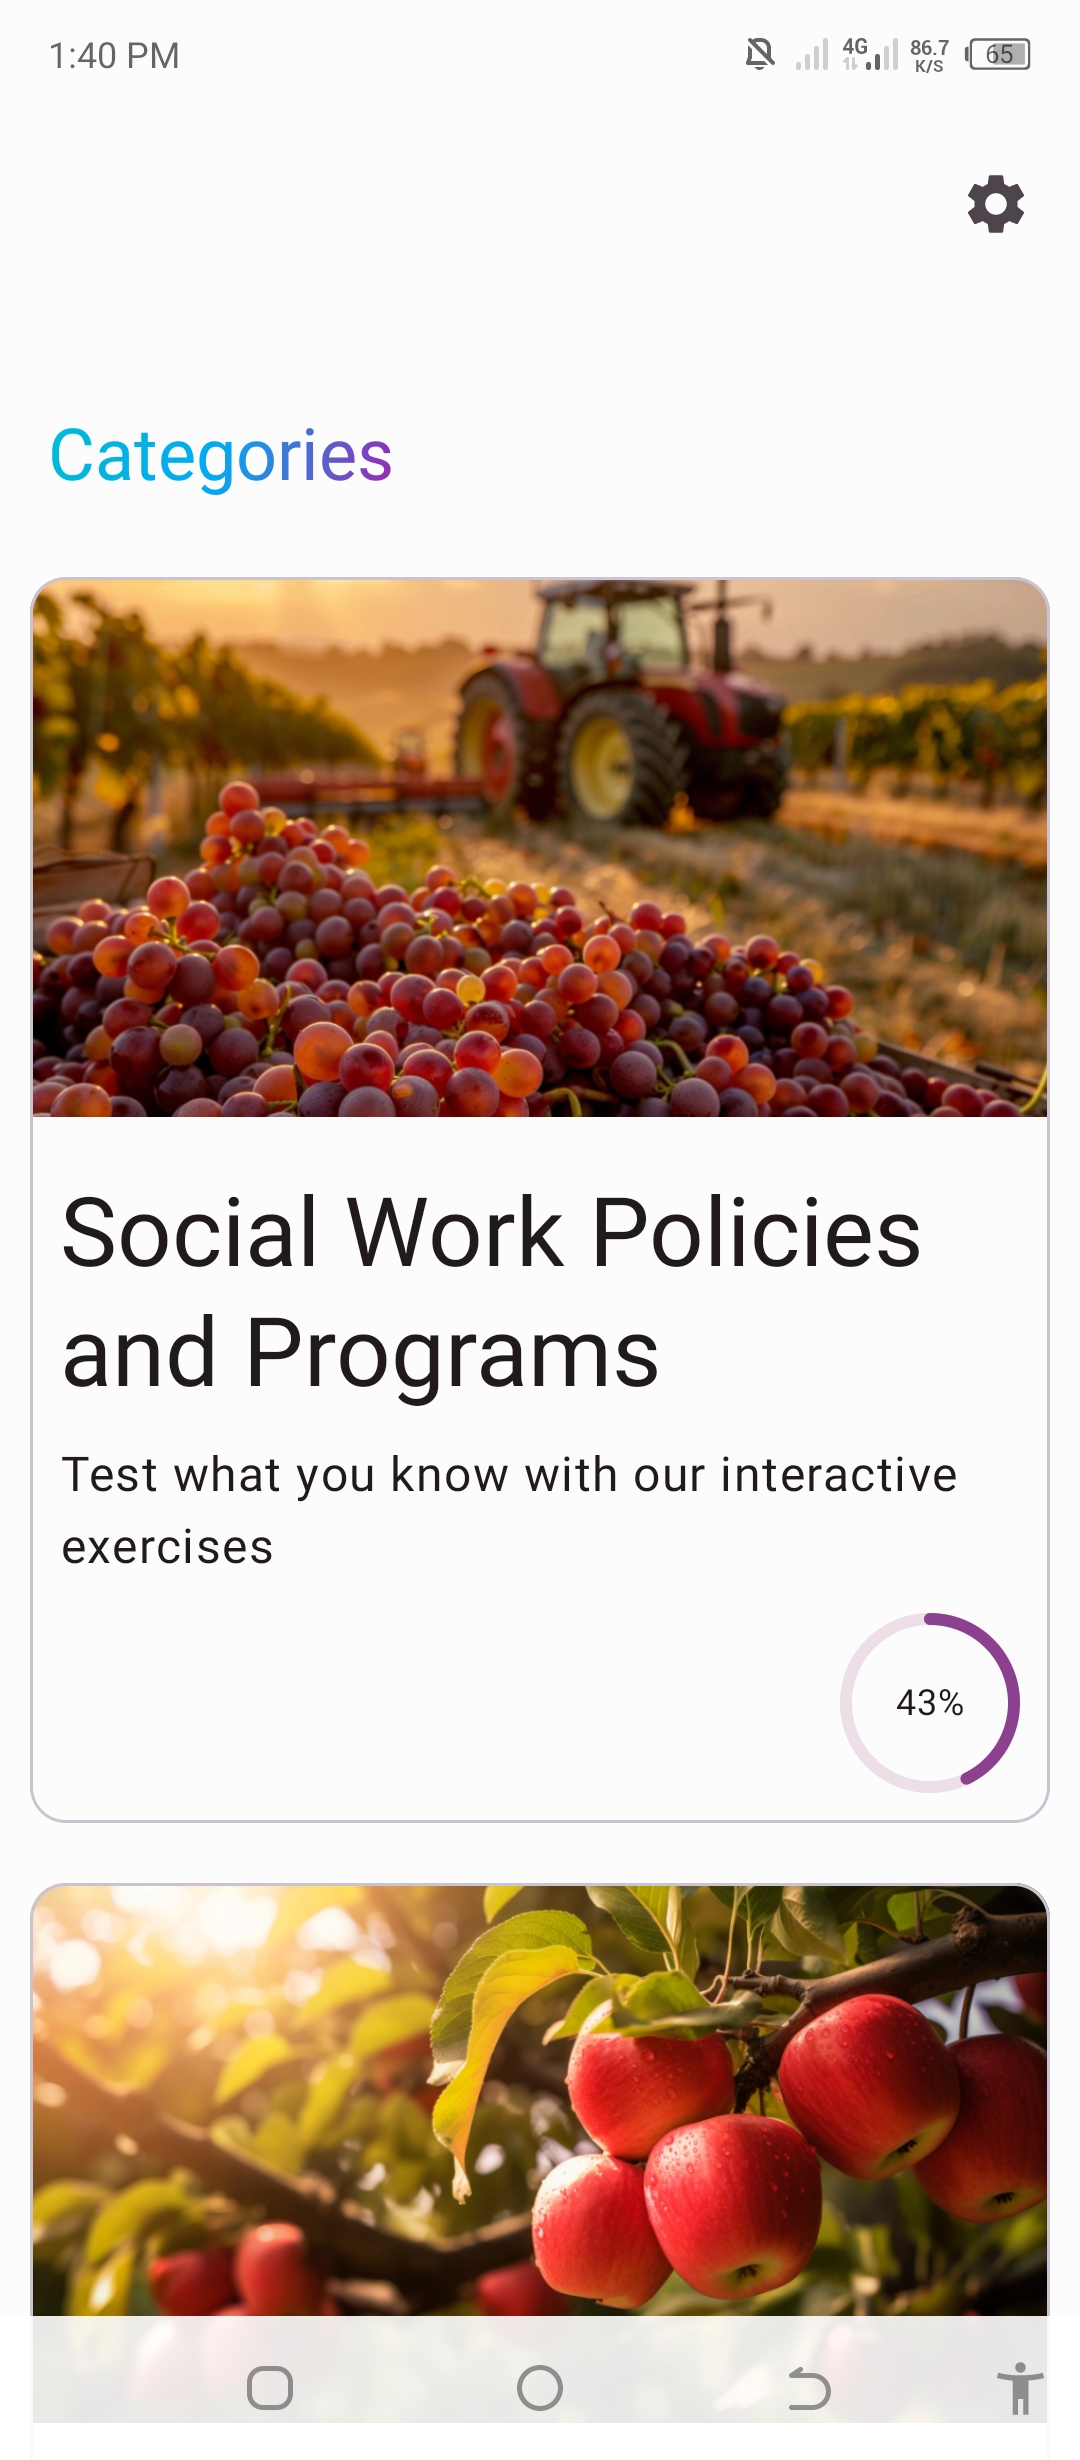 1:40 PM
4G
86.7
K/S
65
Categories
Social Work Policies
and Programs
Test what you know with our interactive
exercises
43%